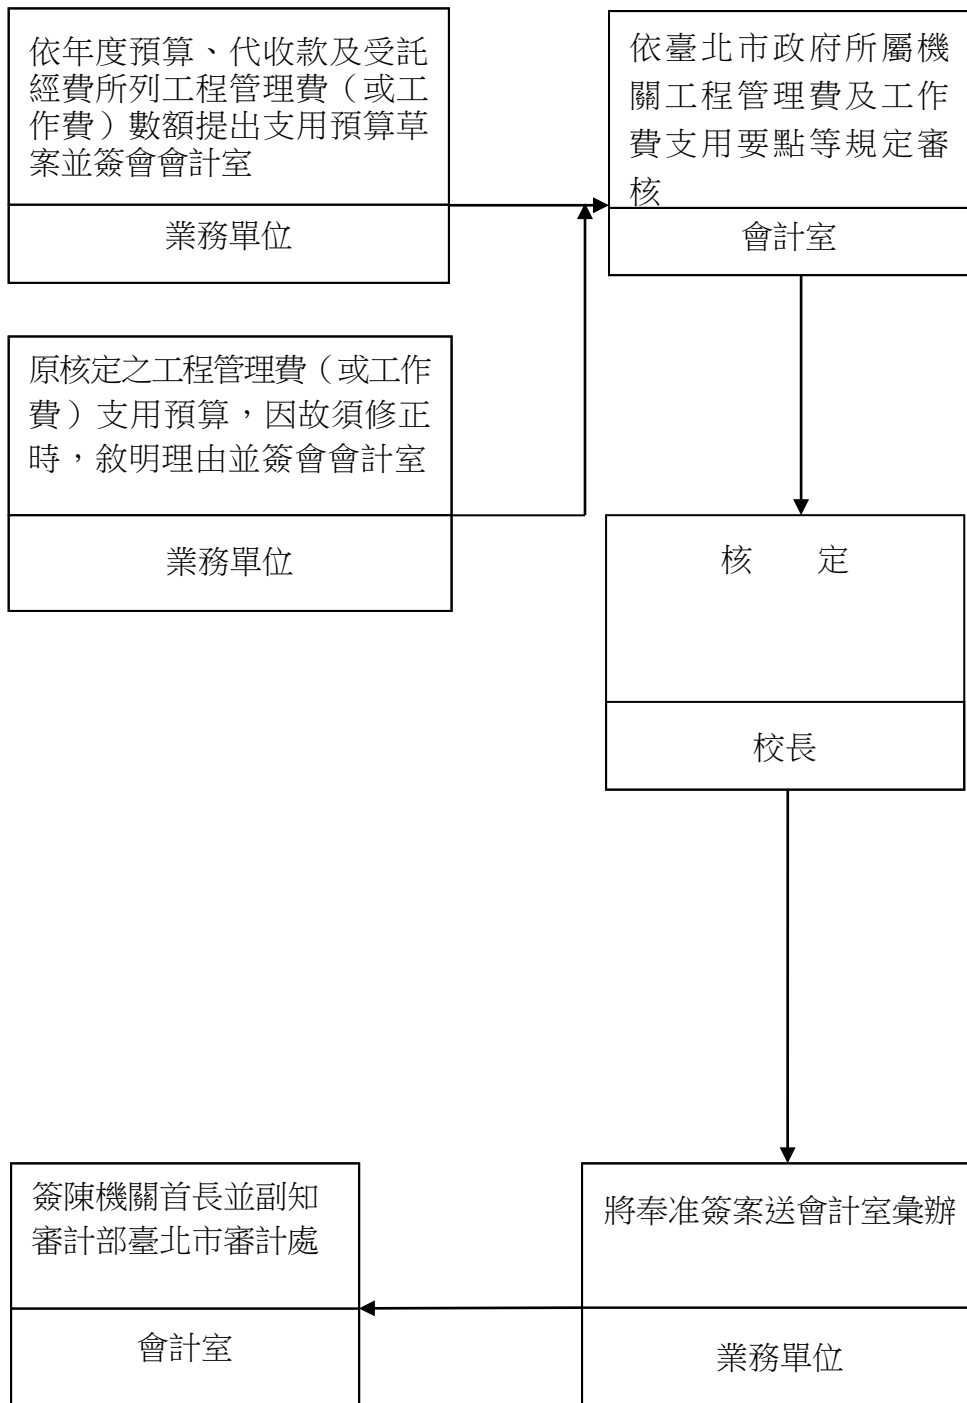 依年度預算、代收款及受託
經費所列工程管理費（或工
作費）數額提出支用預算草
案並簽會會計室
業務單位
依臺北市政府所屬機
關工程管理費及工作
費支用要點等規定審
核
會計室
原核定之工程管理費（或工作
費）支用預算，因故須修正
時，敘明理由並簽會會計室
業務單位
核　　定
校長
將奉准簽案送會計室彙辦
業務單位
簽陳機關首長並副知
審計部臺北市審計處
會計室